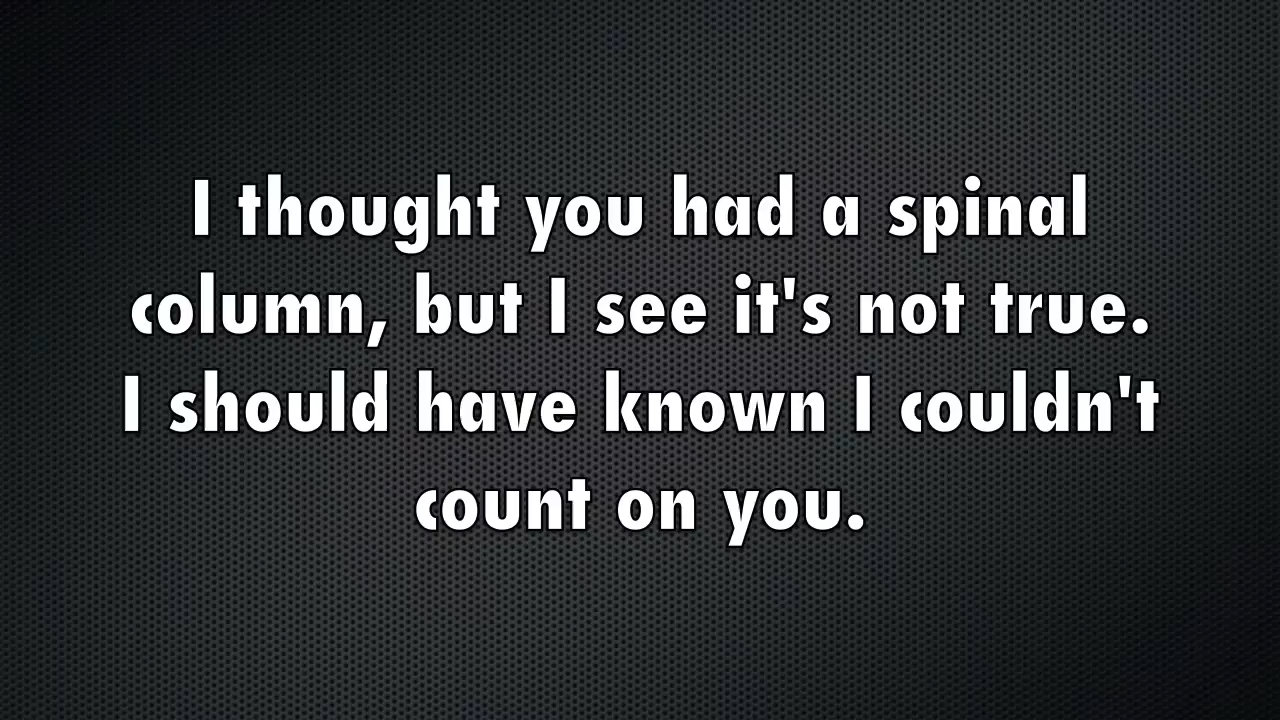 I thought you had a spinal
column, but I see it's not true.
I should have known I couldn't
count on you.